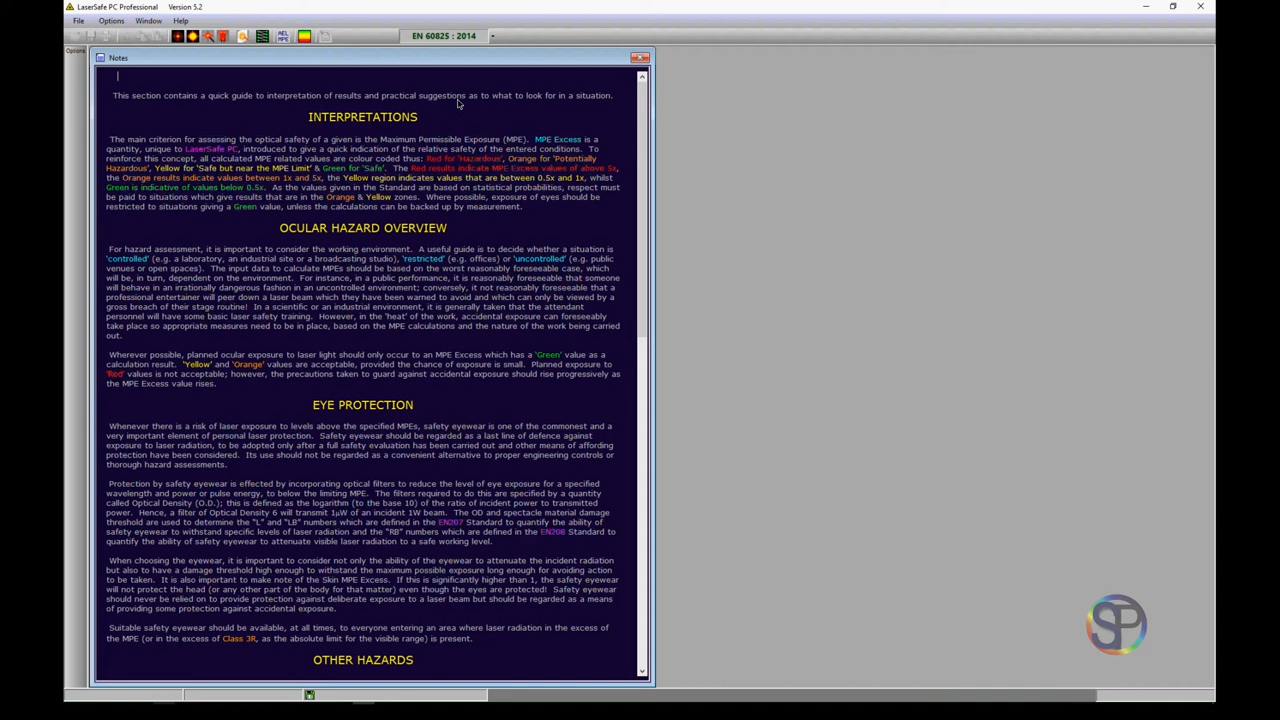 LaserSafe PC Professional    Version 5.2
File Options Window Help
AEL MPE EN 60825 : 2014
Options
Notes
This section contains a quick guide to interpretation of results and practical suggestions as to what to look for in a situation.
INTERPRETATIONS
The main criterion for assessing the optical safety of a given is the Maximum Permissible Exposure (MPE). MPE Excess is a
quantity, unique to LaserSafe PC, introduced to give a quick indication of the relative safety of the entered conditions. To
reinforce this concept, all calculated MPE related values are colour coded thus: Red for 'Hazardous', Orange for 'Potentially
Hazardous', Yellow for 'Safe but near the MPE Limit' & Green for 'Safe'. The Red results indicate MPE Excess values of above 5x,
the Orange results indicate values between 1x and 5x, the Yellow region indicates values that are between 0.5x and 1x, whilst
Green is indicative of values below 0.5x. As the values given in the Standard are based on statistical probabilities, respect must
be paid to situations which give results that are in the Orange & Yellow zones. Where possible, exposure of eyes should be
restricted to situations giving a Green value, unless the calculations can be backed up by measurement.
OCULAR HAZARD OVERVIEW
For hazard assessment, it is important to consider the working environment. A useful guide is to decide whether a situation is
'controlled' (e.g. a laboratory, an industrial site or a broadcasting studio), 'restricted' (e.g. offices) or 'uncontrolled' (e.g. public
venues or open spaces). The input data to calculate MPEs should be based on the worst reasonably foreseeable case, which
will be, in turn, dependent on the environment. For instance, in a public performance, it is reasonably foreseeable that someone
will behave in an irrationally dangerous fashion in an uncontrolled environment; conversely, it not reasonably foreseeable that a
professional entertainer will peer down a laser beam which they have been warned to avoid and which can only be viewed by a
gross breach of their stage routine! In a scientific or an industrial environment, it is generally taken that the attendant
personnel will have some basic laser safety training. However, in the 'heat' of the work, accidental exposure can foreseeably
take place so appropriate measures need to be in place, based on the MPE calculations and the nature of the work being carried
out.
Wherever possible, planned ocular exposure to laser light should only occur to an MPE Excess which has a 'Green' value as a
calculation result. 'Yellow' and 'Orange' values are acceptable, provided the chance of exposure is small. Planned exposure to
'Red' values is not acceptable; however, the precautions taken to guard against accidental exposure should rise progressively as
the MPE Excess value rises.
EYE PROTECTION
Whenever there is a risk of laser exposure to levels above the specified MPEs, safety eyewear is one of the commonest and a
very important element of personal laser protection. Safety eyewear should be regarded as a last line of defence against
exposure to laser radiation, to be adopted only after a full safety evaluation has been carried out and other means of affording
protection have been considered. Its use should not be regarded as a convenient alternative to proper engineering controls or
thorough hazard assessments.
Protection by safety eyewear is effected by incorporating optical filters to reduce the level of eye exposure for a specified
wavelength and power or pulse energy, to below the limiting MPE. The filters required to do this are specified by a quantity
called Optical Density (O.D.); this is defined as the logarithm (to the base 10) of the ratio of incident power to transmitted
power. Hence, a filter of Optical Density 6 will transmit 1µW of an incident 1W beam. The OD and spectacle material damage
threshold are used to determine the "L" and "LB" numbers which are defined in the EN207 Standard to quantify the ability of
safety eyewear to withstand specific levels of laser radiation and the "RB" numbers which are defined in the EN208 Standard to
quantify the ability of safety eyewear to attenuate visible laser radiation to a safe working level.
When choosing the eyewear, it is important to consider not only the ability of the eyewear to attenuate the incident radiation
but also to have a damage threshold high enough to withstand the maximum possible exposure long enough for avoiding action
to be taken. It is also important to make note of the Skin MPE Excess. If this is significantly higher than 1, the safety eyewear
will not protect the head (or any other part of the body for that matter) even though the eyes are protected! Safety eyewear
should never be relied on to provide protection against deliberate exposure to a laser beam but should be regarded as a means
of providing some protection against accidental exposure.
Suitable safety eyewear should be available, at all times, to everyone entering an area where laser radiation in the excess of
the MPE (or in the excess of Class 3R, as the absolute limit for the visible range) is present.
OTHER HAZARDS
SP